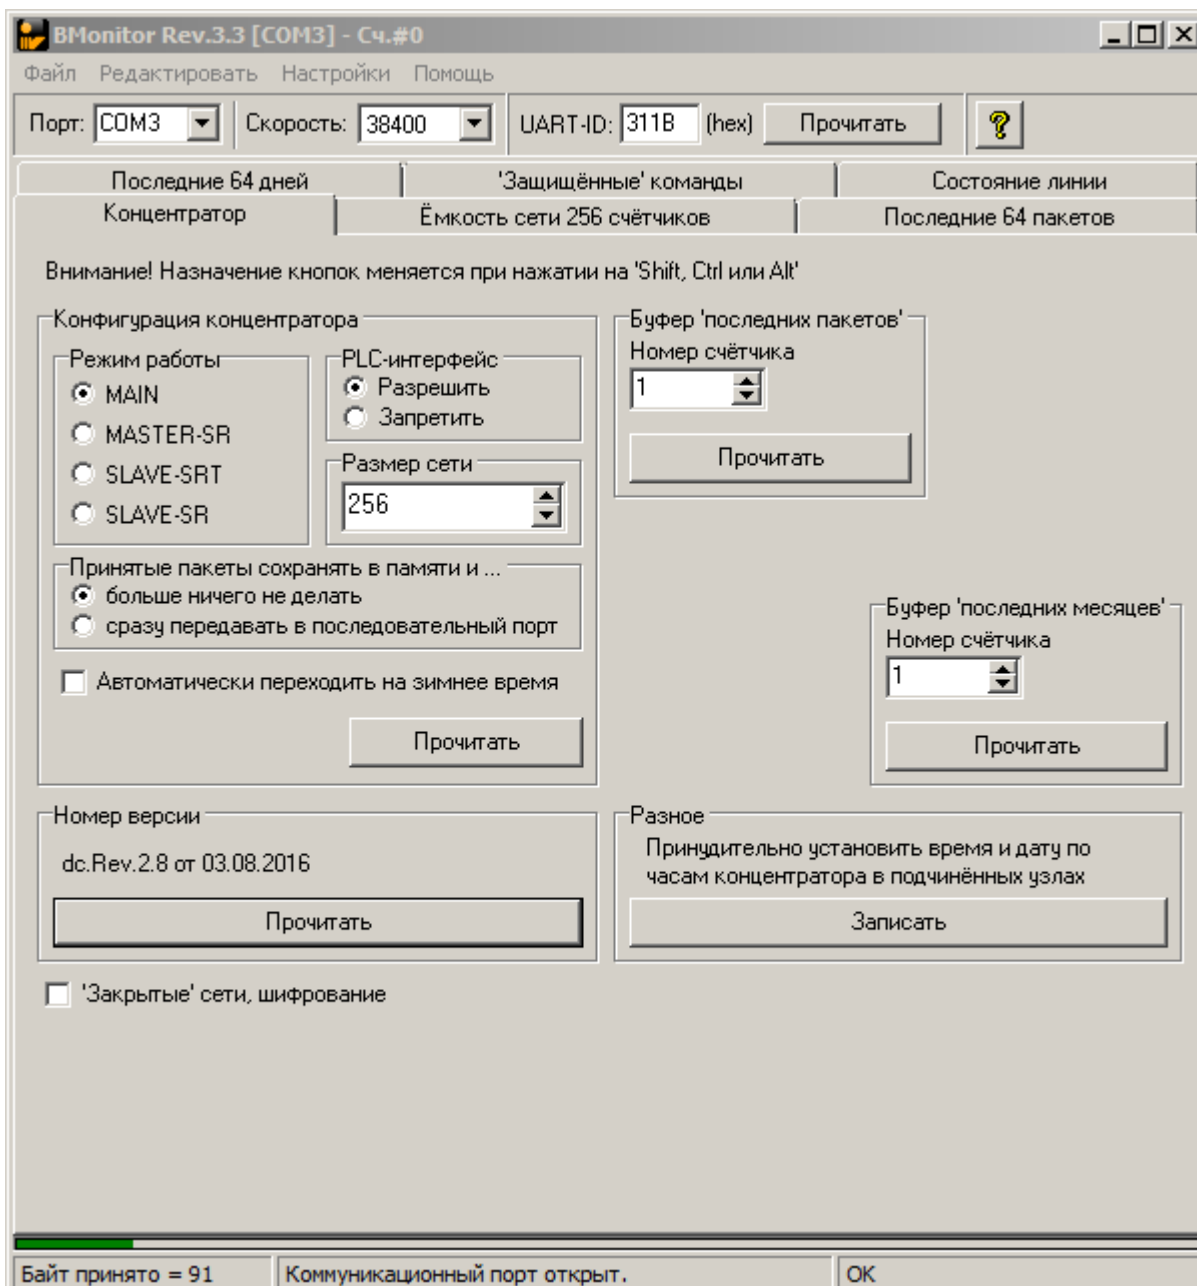 BMonitor Rev.3.3 [COM3] - Сч.#0
Файл Редактировать Настройки Помощь
Порт: COM3 Скорость: 38400 UART-ID: 311B (hex) Прочитать ?
Последние 64 дней 'Защищённые' команды Состояние линии
Концентратор Ёмкость сети 256 счётчиков Последние 64 пакетов
Внимание! Назначение кнопок меняется при нажатии на 'Shift, Ctrl или Alt'
Конфигурация концентратора
Режим работы
MAIN
MASTER-SR
SLAVE-SRT
SLAVE-SR
PLC-интерфейс
Разрешить
Запретить
Размер сети
256
Принятые пакеты сохранять в памяти и ...
больше ничего не делать
сразу передавать в последовательный порт
Автоматически переходить на зимнее время
Прочитать
Буфер 'последних пакетов'
Номер счётчика
1
Прочитать
Буфер 'последних месяцев'
Номер счётчика
1
Прочитать
Номер версии
dc.Rev.2.8 от 03.08.2016
Прочитать
Разное
Принудительно установить время и дату по
часам концентратора в подчинённых узлах
Записать
'Закрытые' сети, шифрование
Байт принято = 91 Коммуникационный порт открыт. OK